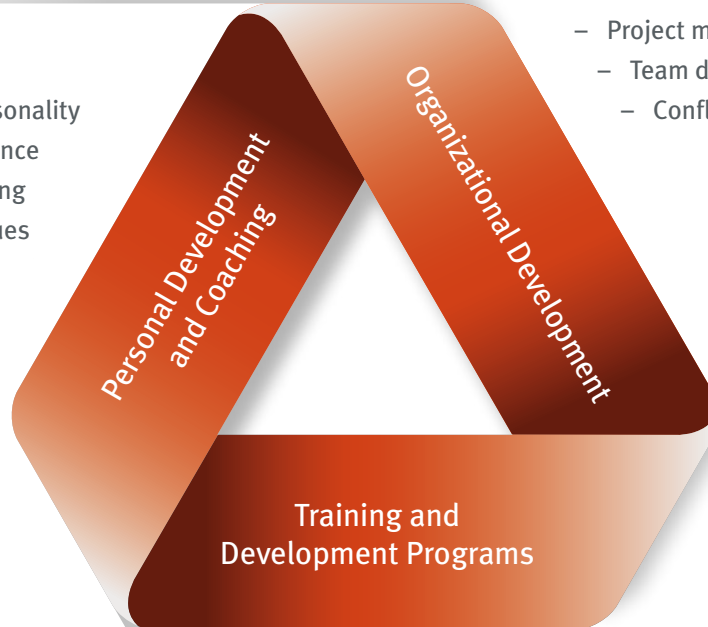 – Project m
– Team d
– Confl
sonality
nce
ng
ues
Personal Development
and Coaching
Organizational Development
Training and
Development Programs